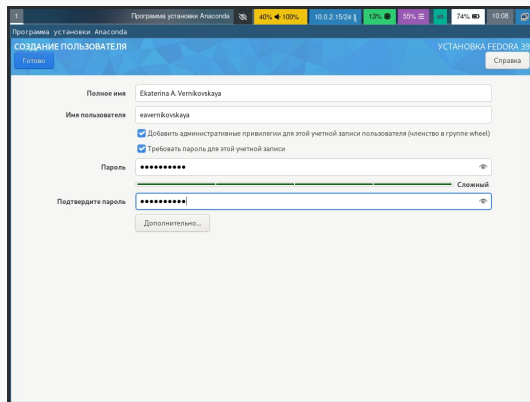 1 Программа установки Anaconda 40% 100% 10.0.2.15/24 13% 55% us 74% 10:08
Программа установки Anaconda
СОЗДАНИЕ ПОЛЬЗОВАТЕЛЯ УСТАНОВКА FEDORA 39
Готово Справка
Полное имя Ekaterina A. Vernikovskaya
Имя пользователя eavernikovskaya
Добавить административные привилегии для этой учетной записи пользователя (членство в группе wheel)
Требовать пароль для этой учетной записи
Пароль ●●●●●●●●●●
Сложный
Подтвердите пароль ●●●●●●●●●●
Дополнительно...